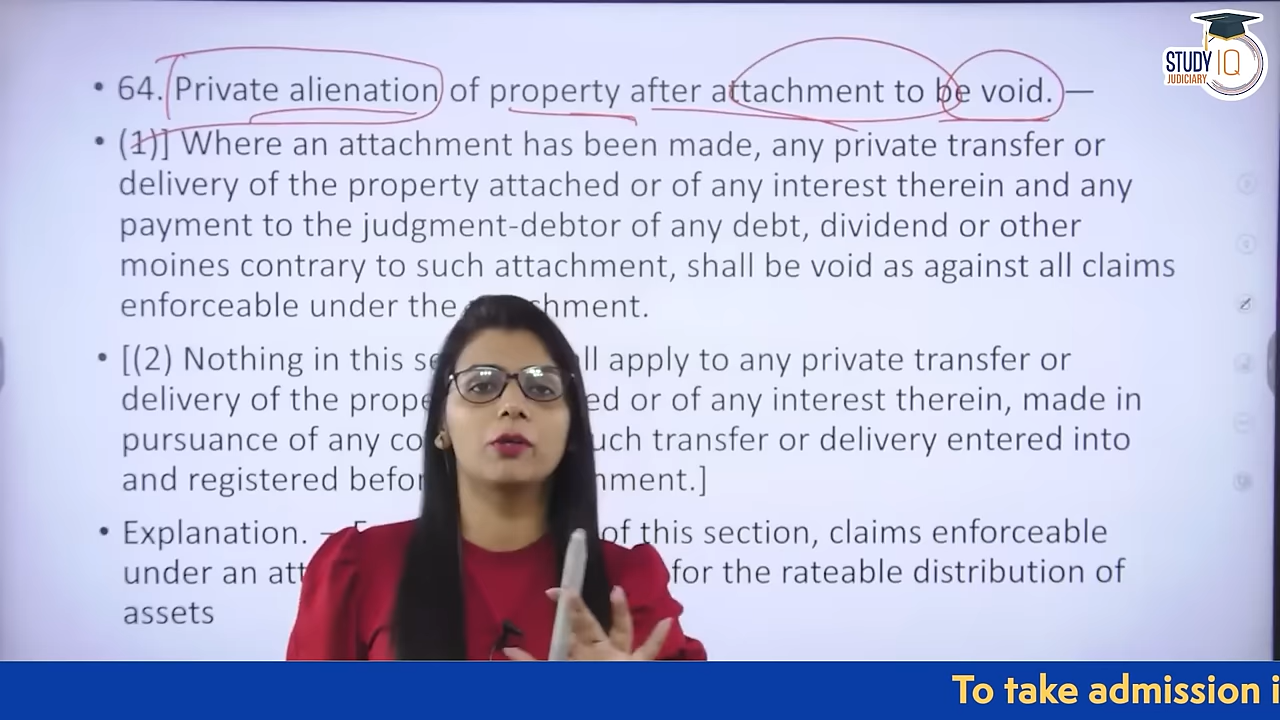 • 64. Private alienation of property after attachment to be void. —
• (1)] Where an attachment has been made, any private transfer or
delivery of the property attached or of any interest therein and any
payment to the judgment-debtor of any debt, dividend or other
moines contrary to such attachment, shall be void as against all claims
enforceable under the hment.
• [(2) Nothing in this se ll apply to any private transfer or
delivery of the prope ed or of any interest therein, made in
pursuance of any co uch transfer or delivery entered into
and registered befor hment.]
• Explanation. – of this section, claims enforceable
under an att for the rateable distribution of
assets
STUDY IQ
JUDICIARY
To take admission i